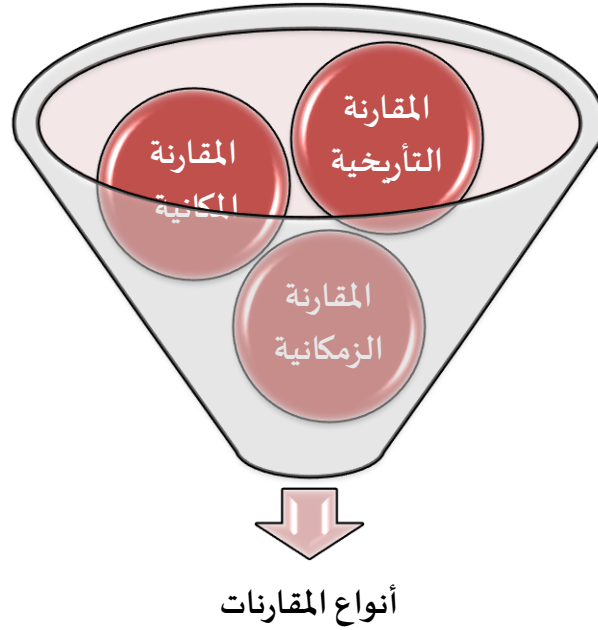 المقارنة
التأريخية
المقارنة
المكانية
المقارنة
الزمكانية
أنواع المقارنات